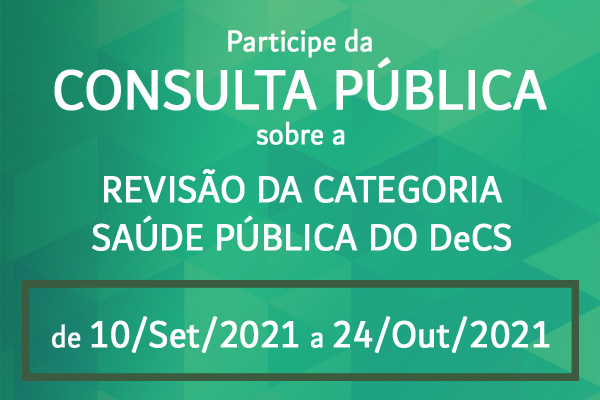 Participe da
CONSULTA PÚBLICA
sobre a
REVISÃO DA CATEGORIA
SAÚDE PÚBLICA DO DeCS
de 10/Set/2021 a 24/Out/2021